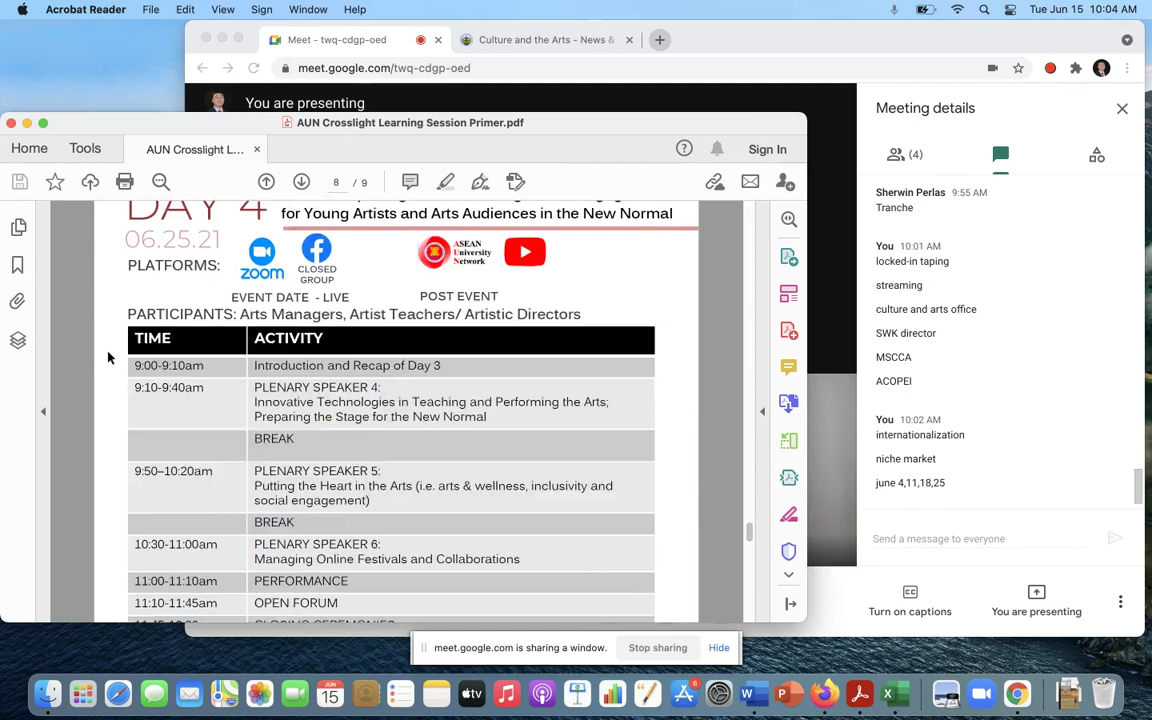 Acrobat Reader File Edit View Sign Window Help
Tue Jun 15 10:04 AM
Meet - twq-cdgp-oed
Culture and the Arts - News &
meet.google.com/twq-cdgp-oed
You are presenting
AUN Crosslight Learning Session Primer.pdf
Home Tools AUN Crosslight L... Sign In
8 / 9
DAY 4
for Young Artists and Arts Audiences in the New Normal
06.25.21
PLATFORMS:
zoom
CLOSED
GROUP
ASEAN
University
Network
EVENT DATE - LIVE
POST EVENT
PARTICIPANTS: Arts Managers, Artist Teachers/ Artistic Directors
TIME ACTIVITY
9:00-9:10am Introduction and Recap of Day 3
9:10-9:40am PLENARY SPEAKER 4:
Innovative Technologies in Teaching and Performing the Arts;
Preparing the Stage for the New Normal
BREAK
9:50–10:20am PLENARY SPEAKER 5:
Putting the Heart in the Arts (i.e. arts & wellness, inclusivity and
social engagement)
BREAK
10:30-11:00am PLENARY SPEAKER 6:
Managing Online Festivals and Collaborations
11:00-11:10am PERFORMANCE
11:10-11:45am OPEN FORUM
CLOSING CEREMONIES
Meeting details
(4)
Sherwin Perlas 9:55 AM
Tranche
You 10:01 AM
locked-in taping
streaming
culture and arts office
SWK director
MSCCA
ACOPEI
You 10:02 AM
internationalization
niche market
june 4,11,18,25
Send a message to everyone
Turn on captions
You are presenting
meet.google.com is sharing a window.
Stop sharing
Hide
JUN
15
tv
6
W
P
X